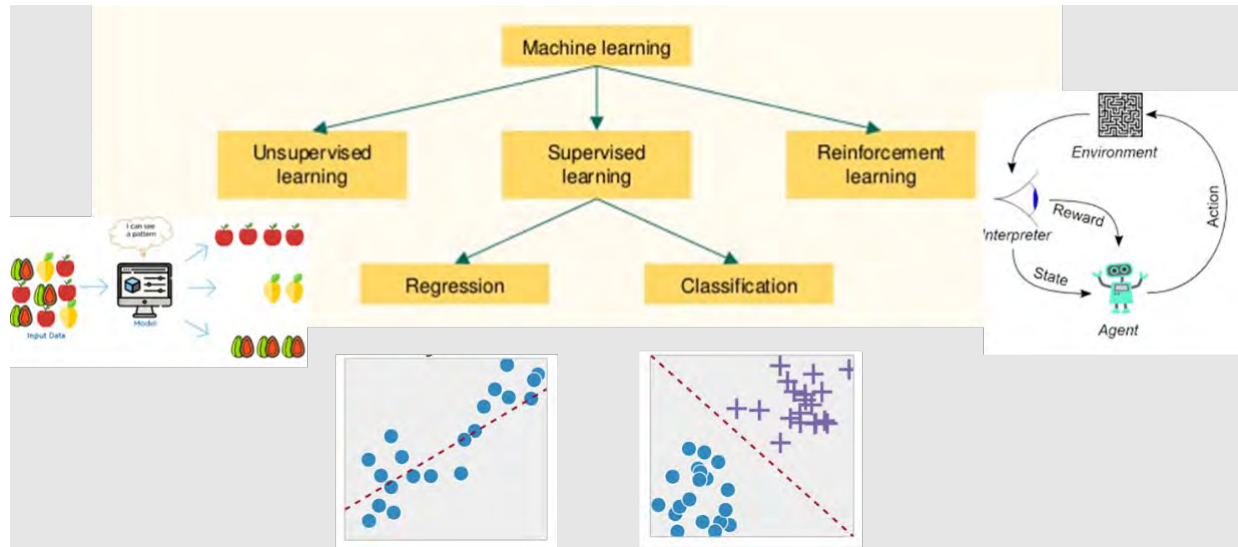 Machine learning
Unsupervised
learning
Supervised
learning
Reinforcement
learning
Regression
Classification
I can see
a pattern
Input Data
Model
Environment
Reward
Interpreter
State
Action
Agent